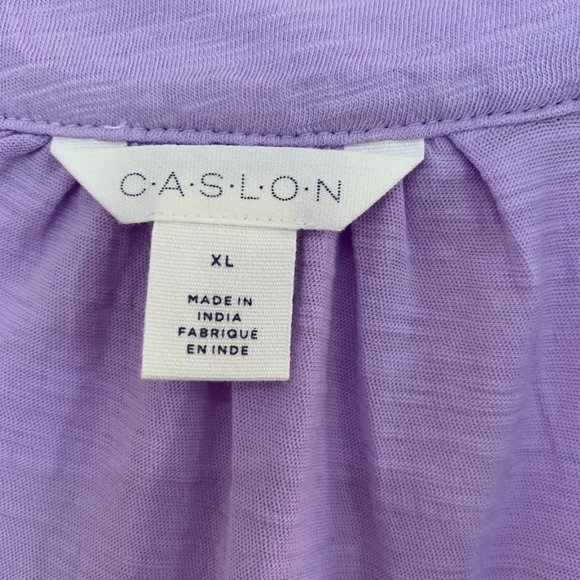 C·A·S·L·O·N
XL
MADE IN
INDIA
FABRIQUÉ
EN INDE